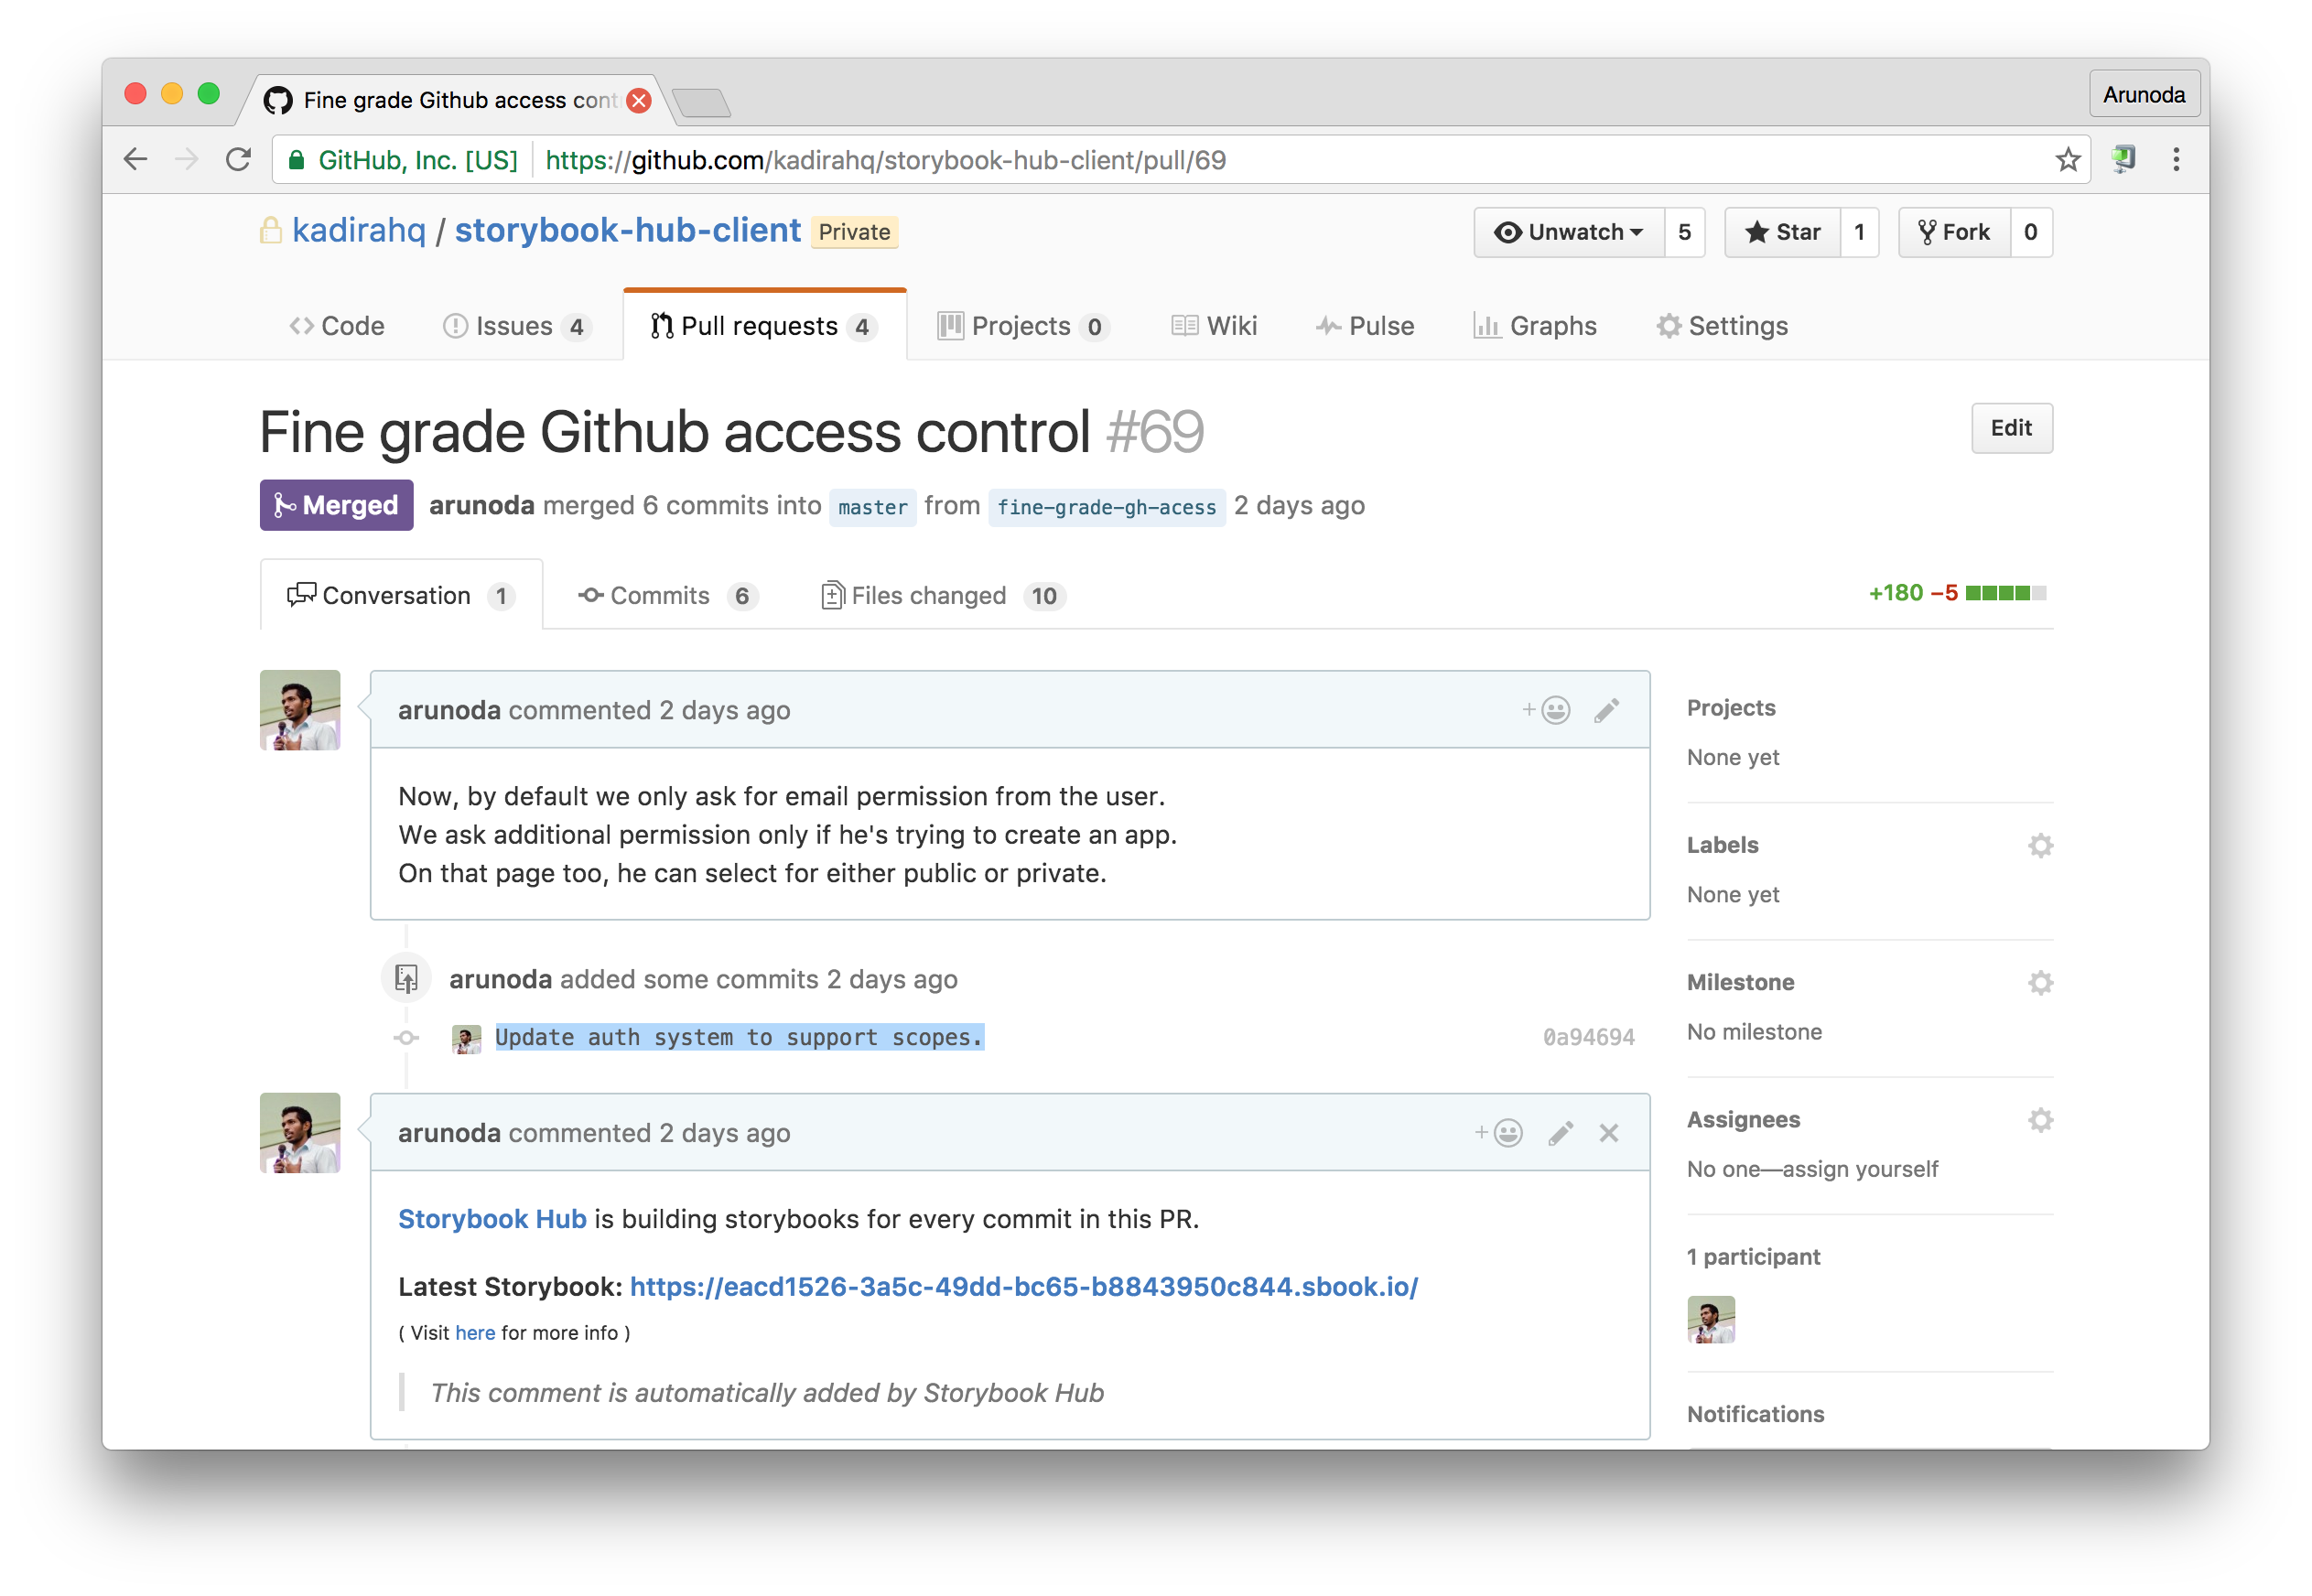 Fine grade Github access cont
Arunoda
GitHub, Inc. [US] https://github.com/kadirahq/storybook-hub-client/pull/69
kadirahq / storybook-hub-client Private
Unwatch 5 Star 1 Fork 0
Code Issues 4 Pull requests 4 Projects 0 Wiki Pulse Graphs Settings
Fine grade Github access control #69
Edit
Merged arunoda merged 6 commits into master from fine-grade-gh-acess 2 days ago
Conversation 1 Commits 6 Files changed 10 +180 −5
arunoda commented 2 days ago
Now, by default we only ask for email permission from the user.
We ask additional permission only if he's trying to create an app.
On that page too, he can select for either public or private.
arunoda added some commits 2 days ago
Update auth system to support scopes. 0a94694
arunoda commented 2 days ago
Storybook Hub is building storybooks for every commit in this PR.
Latest Storybook: https://eacd1526-3a5c-49dd-bc65-b8843950c844.sbook.io/
( Visit here for more info )
This comment is automatically added by Storybook Hub
Projects
None yet
Labels
None yet
Milestone
No milestone
Assignees
No one—assign yourself
1 participant
Notifications